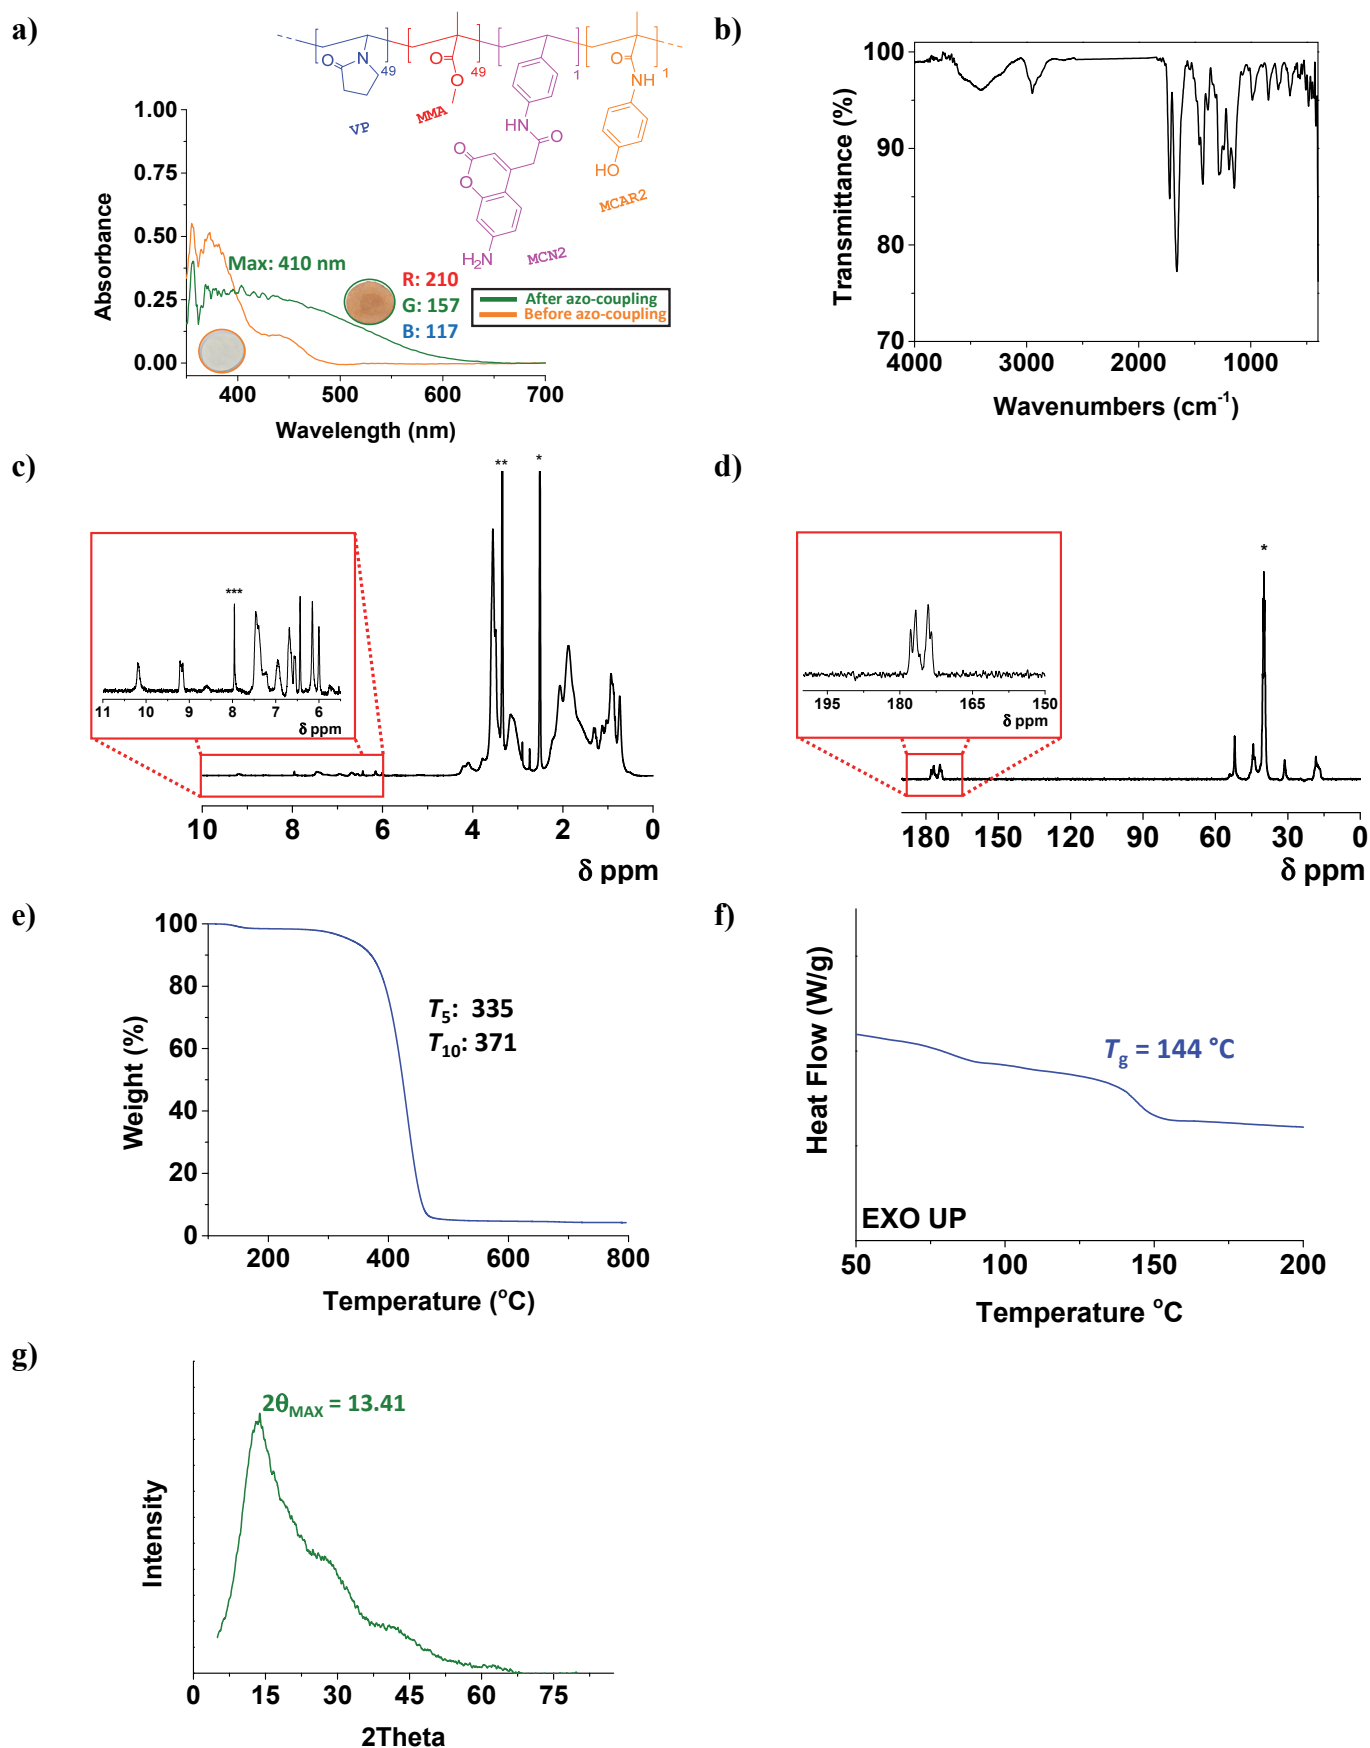 a)
O
N
49
O
O
49
1
NH
O
O
O
H₂N
O
NH
1
HO
VP
MMA
MCN2
MCAR2
1.00
0.75
0.50
0.25
0.00
Absorbance
Max: 410 nm
R: 210
G: 157
B: 117
After azo-coupling
Before azo-coupling
400 500 600 700
Wavelength (nm)
b)
100
90
80
70
Transmittance (%)
4000 3000 2000 1000
Wavenumbers (cm⁻¹)
c)
** *
***
11 10 9 8 7 6
δ ppm
10 8 6 4 2 0
δ ppm
d)
*
195 180 165 150
δ ppm
180 150 120 90 60 30 0
δ ppm
e)
100
80
60
40
20
0
Weight (%)
T₅: 335
T₁₀: 371
200 400 600 800
Temperature (°C)
f)
Heat Flow (W/g)
Tg = 144 °C
EXO UP
50 100 150 200
Temperature °C
g)
2θMAX = 13.41
Intensity
0 15 30 45 60 75
2Theta